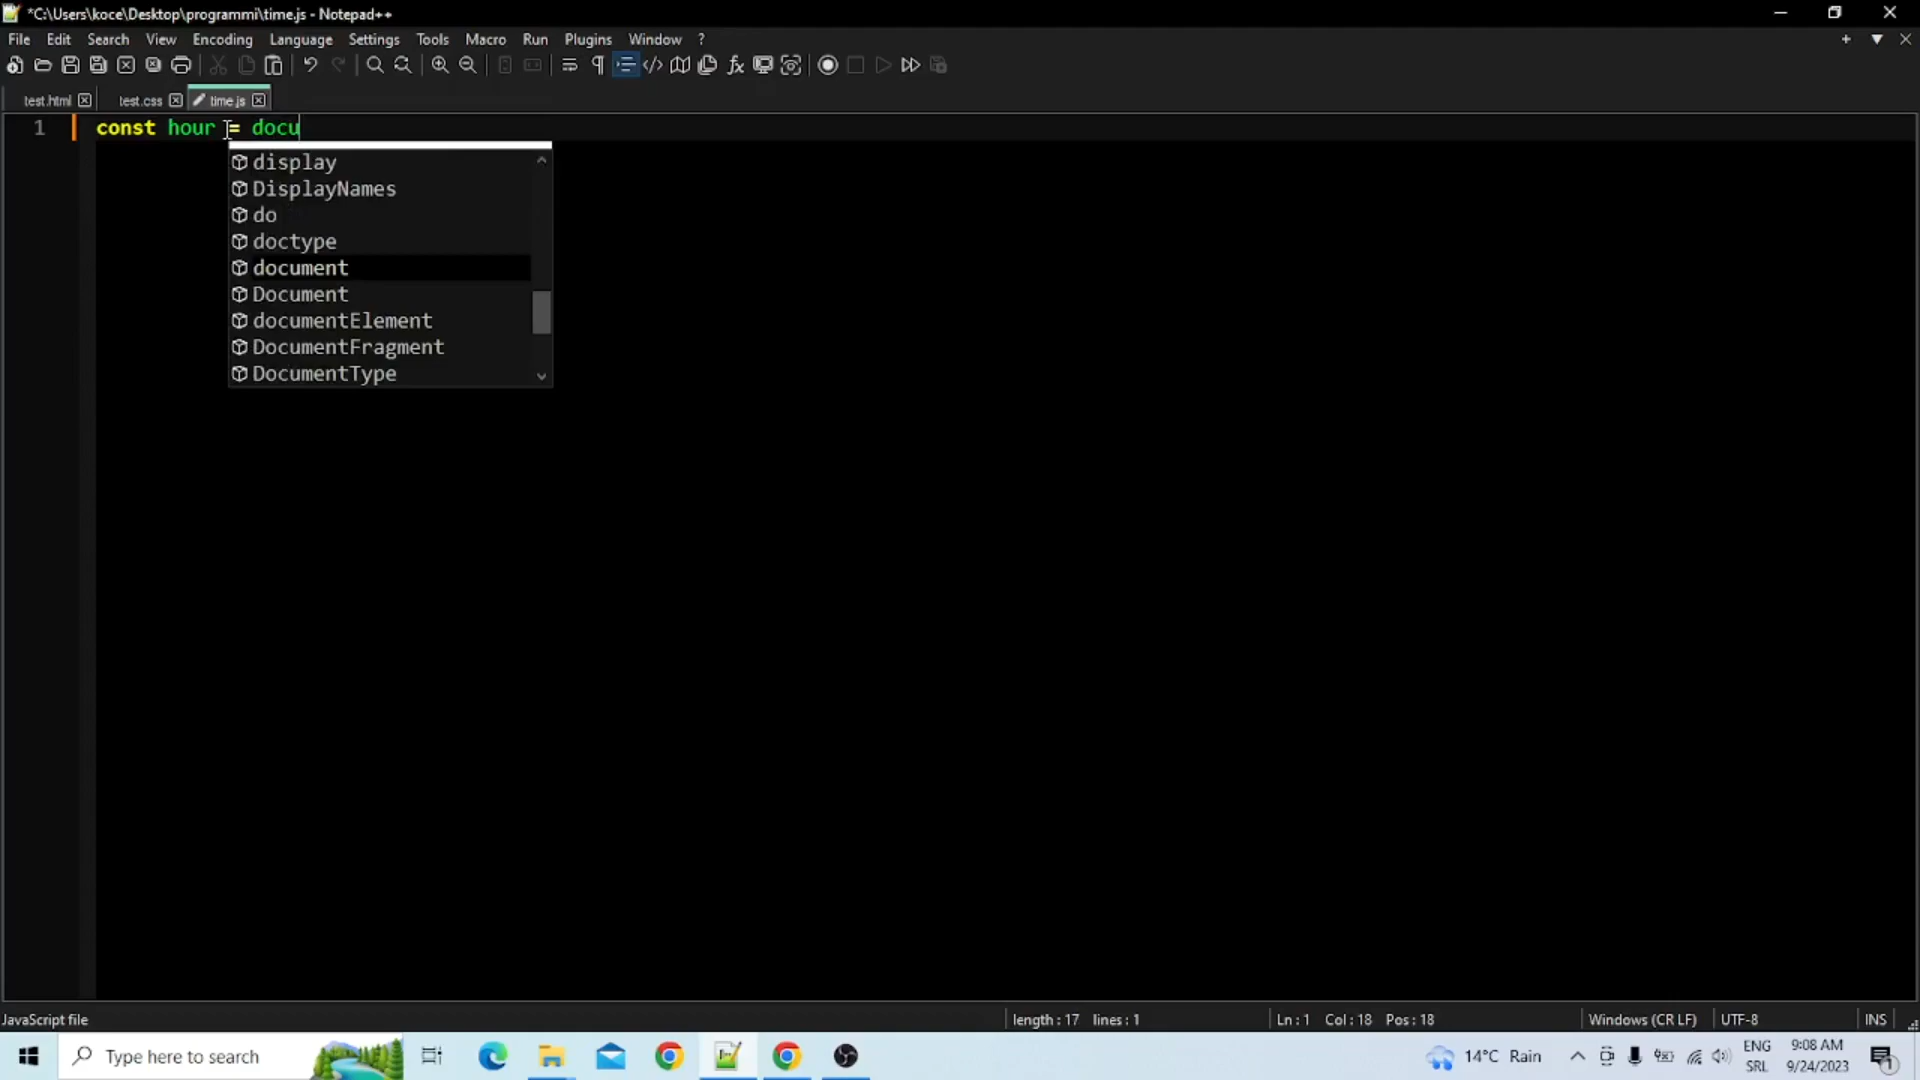 *C:\Users\koce\Desktop\programmi\time.js - Notepad++
File Edit Search View Encoding Language Settings Tools Macro Run Plugins Window ?
test.html test.css time.js
1 const hour = docu
display
DisplayNames
do
doctype
document
Document
documentElement
DocumentFragment
DocumentType
JavaScript file length : 17 lines : 1 Ln : 1 Col : 18 Pos : 18 Windows (CR LF) UTF-8 INS
Type here to search 14°C Rain ENG 9:08 AM
SRL 9/24/2023 1